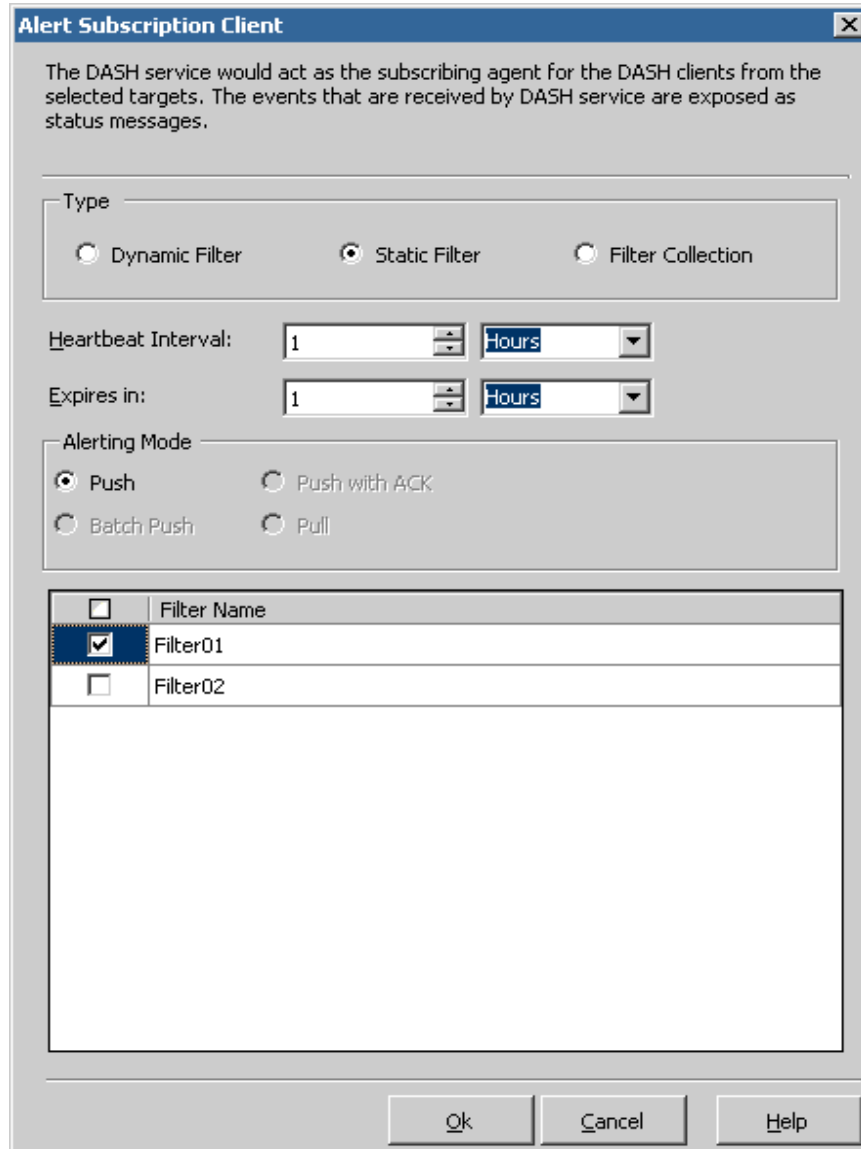 Alert Subscription Client
The DASH service would act as the subscribing agent for the DASH clients from the
selected targets. The events that are received by DASH service are exposed as
status messages.
Type
Dynamic Filter Static Filter Filter Collection
Heartbeat Interval: 1 Hours
Expires in: 1 Hours
Alerting Mode
Push Push with ACK
Batch Push Pull
Filter Name
Filter01
Filter02
Ok Cancel Help